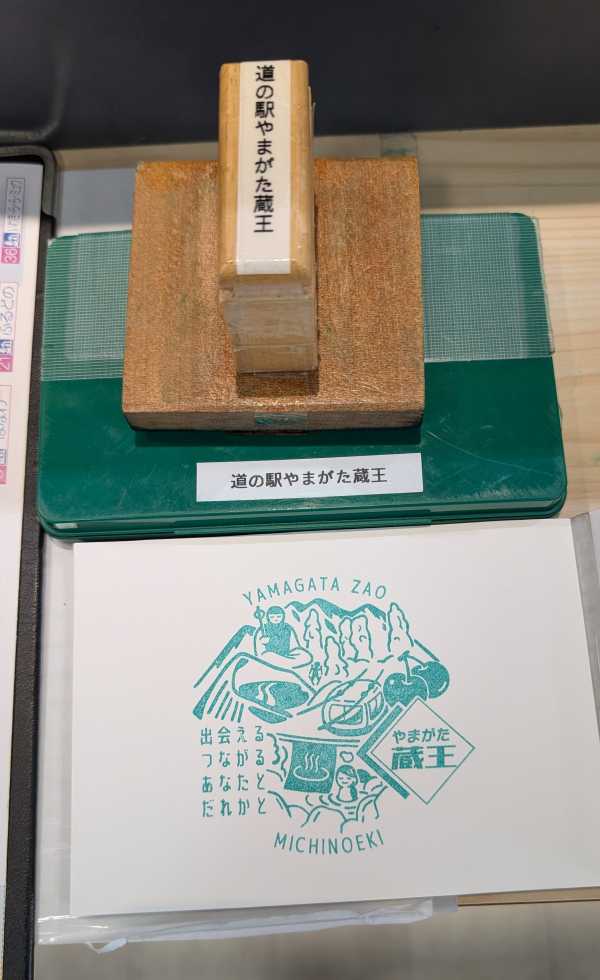 道の駅やまがた蔵王
道の駅やまがた蔵王
YAMAGATA ZAO
やまがた
蔵王
出会える
つながる
あなたと
だれかと
MICHINOEKI
36